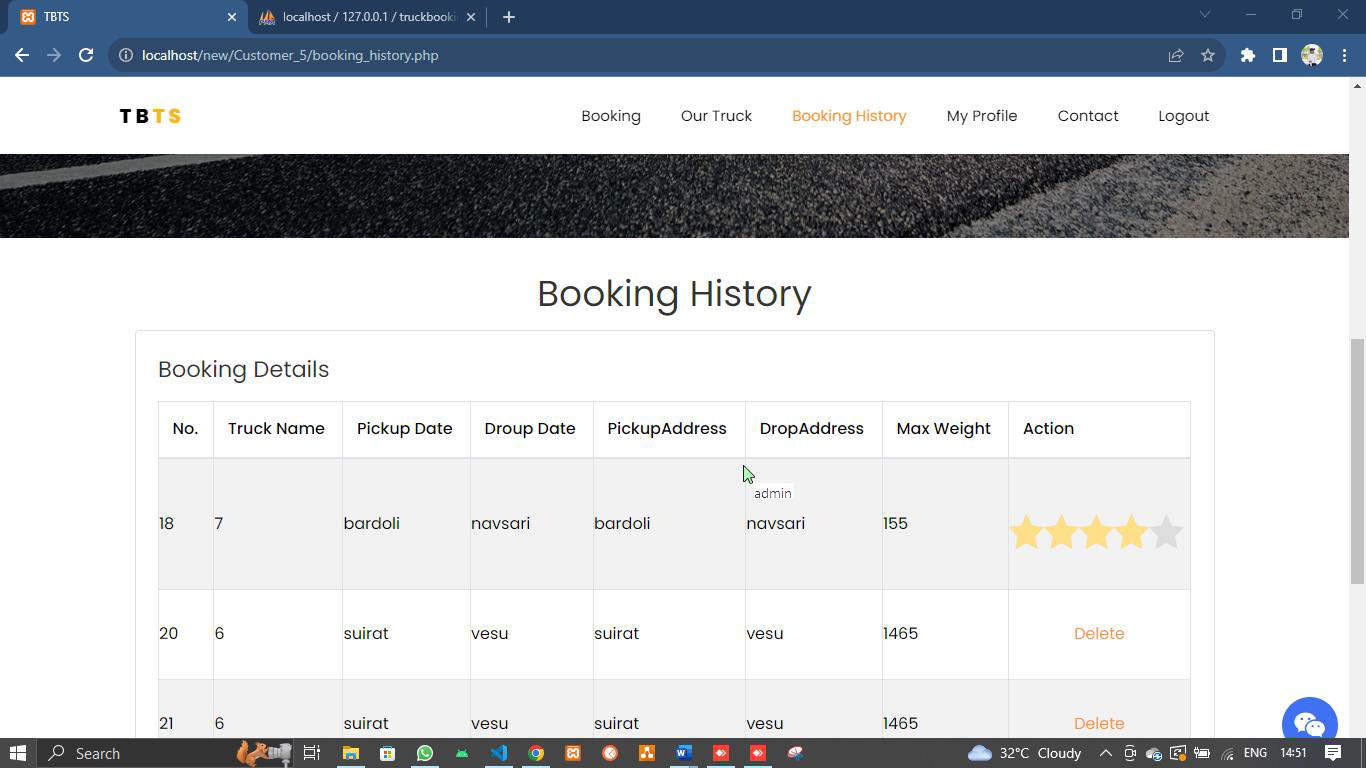 TBTS
localhost / 127.0.0.1 / truckbooki
localhost/new/Customer_5/booking_history.php
TBTS Booking Our Truck Booking History My Profile Contact Logout
Booking History
Booking Details
No. Truck Name Pickup Date Droup Date PickupAddress DropAddress Max Weight Action
admin
18 7 bardoli navsari bardoli navsari 155
20 6 suirat vesu suirat vesu 1465 Delete
21 6 suirat vesu suirat vesu 1465 Delete
Search 32°C Cloudy ENG 14:51